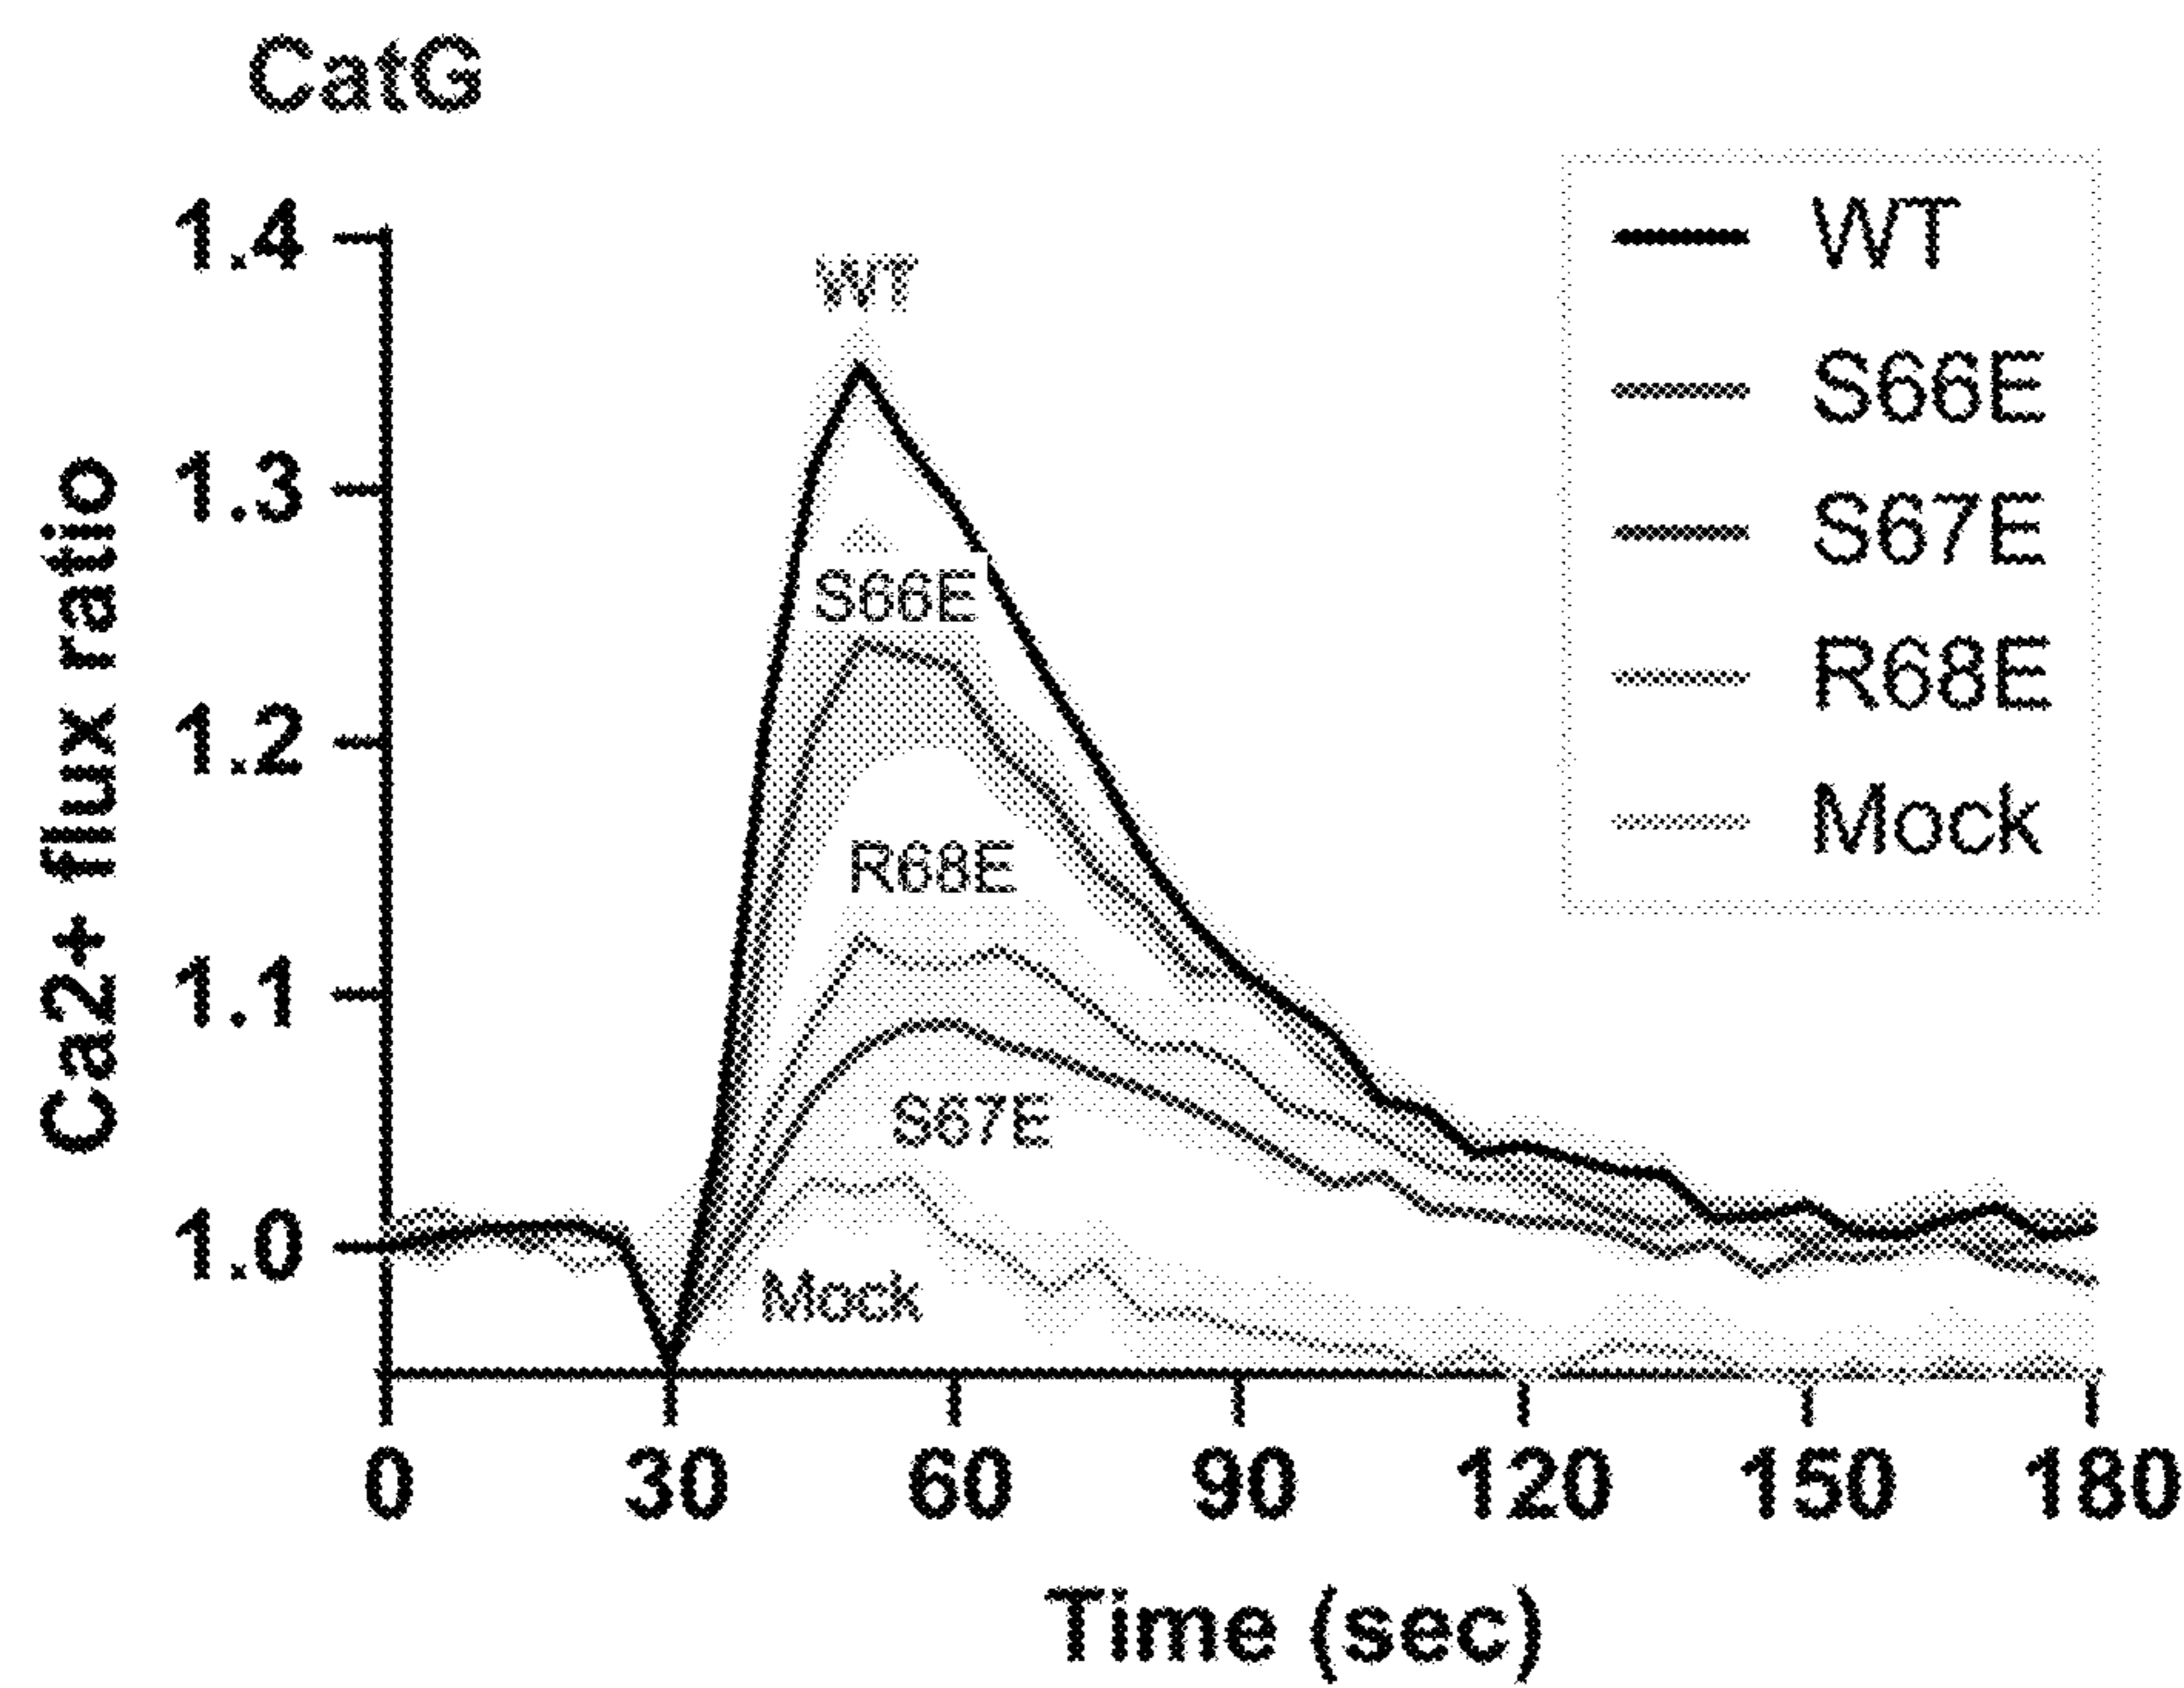 CatG
1.4
1.3
1.2
1.1
1.0
Ca2+ flux ratio
WT
S66E
R68E
S67E
Mock
WT
S66E
S67E
R68E
Mock
0 30 60 90 120 150 180
Time (sec)